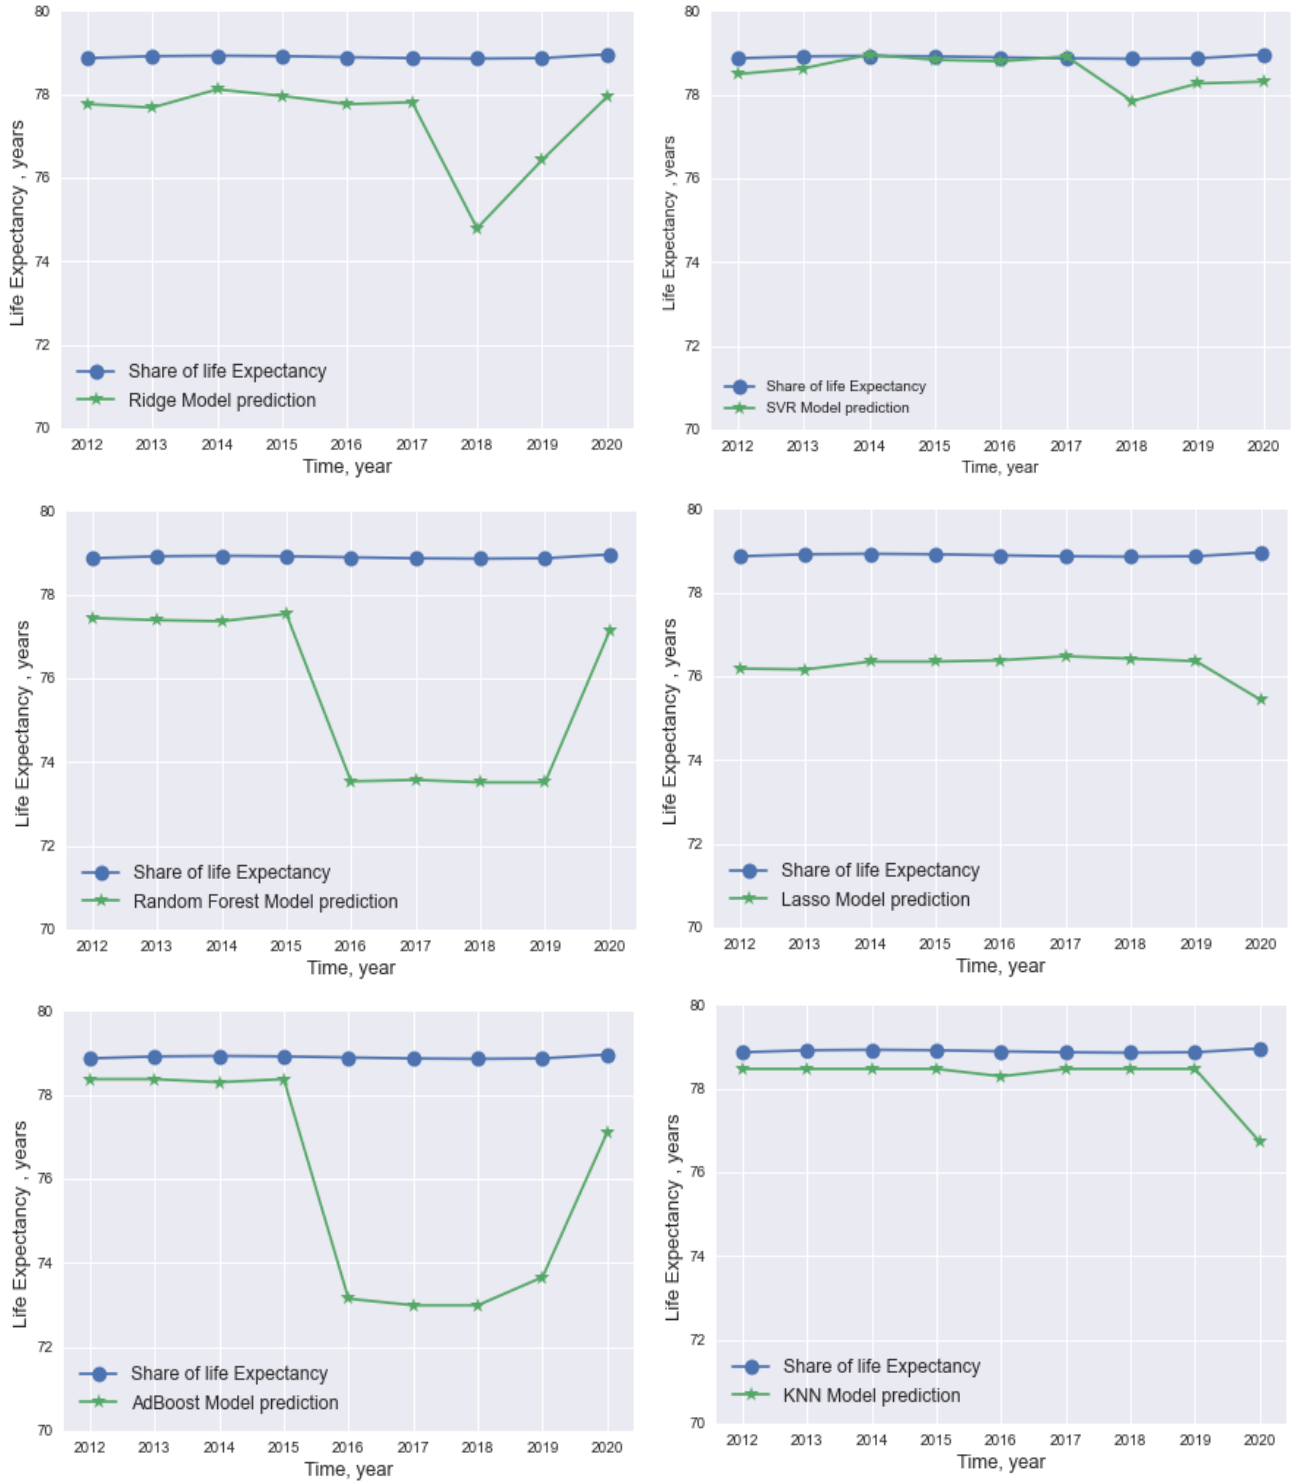 80
78
76
74
72
70
Life Expectancy , years
Share of life Expectancy
Ridge Model prediction
2012 2013 2014 2015 2016 2017 2018 2019 2020
Time, year
80
78
76
74
72
70
Life Expectancy , years
Share of life Expectancy
SVR Model prediction
2012 2013 2014 2015 2016 2017 2018 2019 2020
Time, year
80
78
76
74
72
70
Life Expectancy , years
Share of life Expectancy
Random Forest Model prediction
2012 2013 2014 2015 2016 2017 2018 2019 2020
Time, year
80
78
76
74
72
70
Life Expectancy , years
Share of life Expectancy
Lasso Model prediction
2012 2013 2014 2015 2016 2017 2018 2019 2020
Time, year
80
78
76
74
72
70
Life Expectancy , years
Share of life Expectancy
AdBoost Model prediction
2012 2013 2014 2015 2016 2017 2018 2019 2020
Time, year
80
78
76
74
72
70
Life Expectancy , years
Share of life Expectancy
KNN Model prediction
2012 2013 2014 2015 2016 2017 2018 2019 2020
Time, year